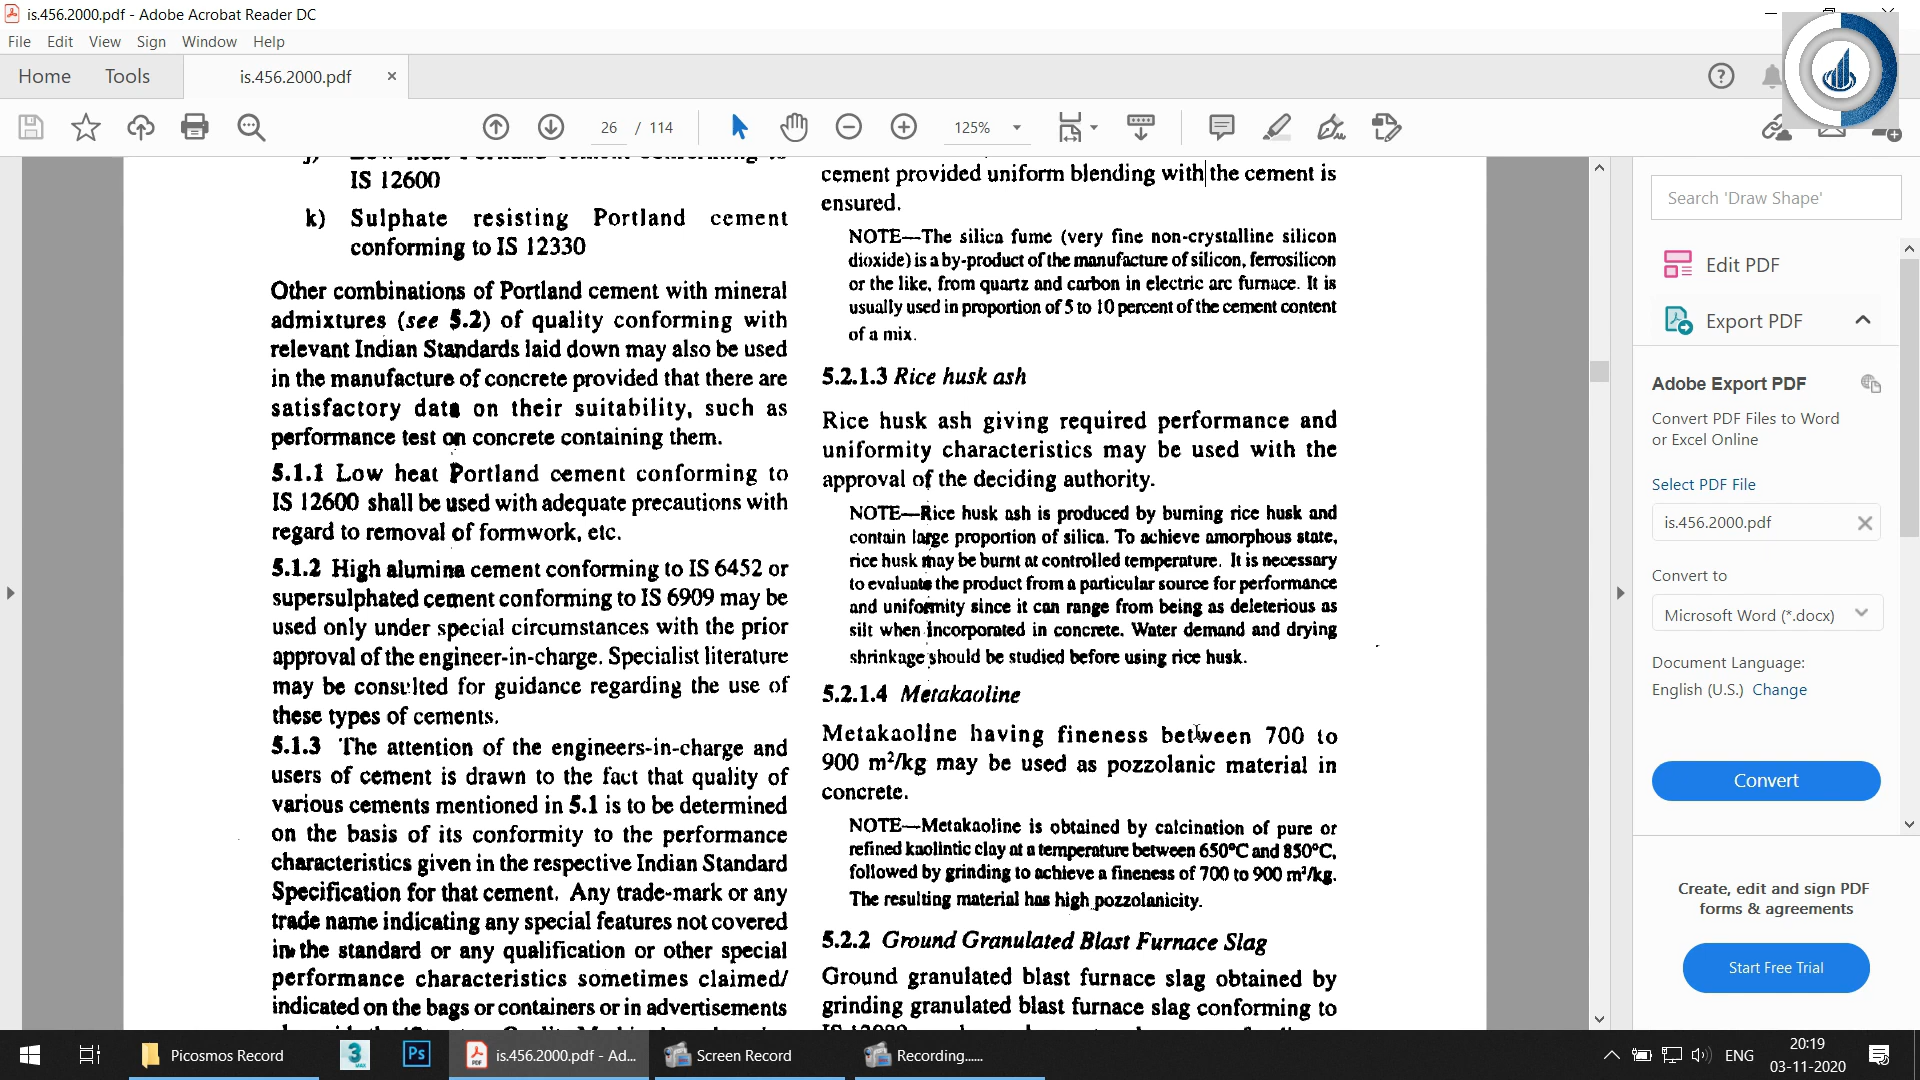 is.456.2000.pdf - Adobe Acrobat Reader DC
File Edit View Sign Window Help
Home Tools is.456.2000.pdf ×
26 / 114 125%
IS 12600
k) Sulphate resisting Portland cement
conforming to IS 12330
Other combinations of Portland cement with mineral
admixtures (see 5.2) of quality conforming with
relevant Indian Standards laid down may also be used
in the manufacture of concrete provided that there are
satisfactory data on their suitability, such as
performance test on concrete containing them.
5.1.1 Low heat Portland cement conforming to
IS 12600 shall be used with adequate precautions with
regard to removal of formwork, etc.
5.1.2 High alumina cement conforming to IS 6452 or
supersulphated cement conforming to IS 6909 may be
used only under special circumstances with the prior
approval of the engineer-in-charge. Specialist literature
may be consulted for guidance regarding the use of
these types of cements.
5.1.3 The attention of the engineers-in-charge and
users of cement is drawn to the fact that quality of
various cements mentioned in 5.1 is to be determined
on the basis of its conformity to the performance
characteristics given in the respective Indian Standard
Specification for that cement. Any trade-mark or any
trade name indicating any special features not covered
in the standard or any qualification or other special
performance characteristics sometimes claimed/
indicated on the bags or containers or in advertisements
cement provided uniform blending with the cement is
ensured.
NOTE—The silica fume (very fine non-crystalline silicon
dioxide) is a by-product of the manufacture of silicon, ferrosilicon
or the like, from quartz and carbon in electric arc furnace. It is
usually used in proportion of 5 to 10 percent of the cement content
of a mix.
5.2.1.3 Rice husk ash
Rice husk ash giving required performance and
uniformity characteristics may be used with the
approval of the deciding authority.
NOTE—Rice husk ash is produced by burning rice husk and
contain large proportion of silica. To achieve amorphous state,
rice husk may be burnt at controlled temperature. It is necessary
to evaluate the product from a particular source for performance
and uniformity since it can range from being as deleterious as
silt when incorporated in concrete. Water demand and drying
shrinkage should be studied before using rice husk.
5.2.1.4 Metakaoline
Metakaoline having fineness between 700 to
900 m²/kg may be used as pozzolanic material in
concrete.
NOTE—Metakaoline is obtained by calcination of pure or
refined kaolintic clay at a temperature between 650°C and 850°C,
followed by grinding to achieve a fineness of 700 to 900 m²/kg.
The resulting material has high pozzolanicity.
5.2.2 Ground Granulated Blast Furnace Slag
Ground granulated blast furnace slag obtained by
grinding granulated blast furnace slag conforming to
Search 'Draw Shape'
Edit PDF
Export PDF
Adobe Export PDF
Convert PDF Files to Word
or Excel Online
Select PDF File
is.456.2000.pdf
Convert to
Microsoft Word (*.docx)
Document Language:
English (U.S.) Change
Convert
Create, edit and sign PDF
forms & agreements
Start Free Trial
Picosmos Record
Ps
is.456.2000.pdf - Ad...
Screen Record
Recording......
ENG
20:19
03-11-2020